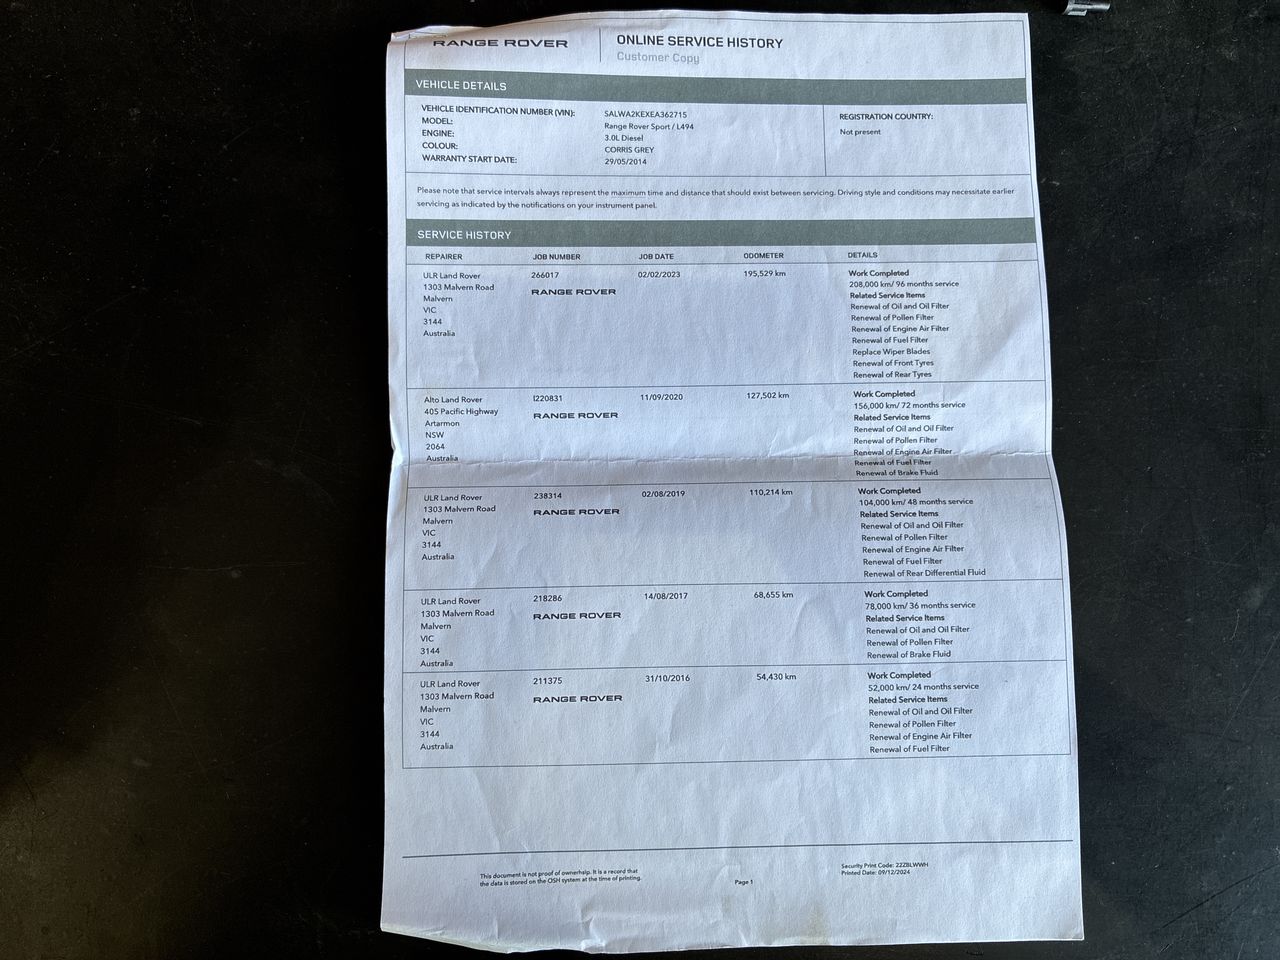 RANGE ROVER
ONLINE SERVICE HISTORY
Customer Copy
VEHICLE DETAILS
VEHICLE IDENTIFICATION NUMBER (VIN): SALWA2KEXEA362715
MODEL: Range Rover Sport / L494
ENGINE: 3.0L Diesel
COLOUR: CORRIS GREY
WARRANTY START DATE: 29/05/2014
REGISTRATION COUNTRY:
Not present
Please note that service intervals always represent the maximum time and distance that should exist between servicing. Driving style and conditions may necessitate earlier
servicing as indicated by the notifications on your instrument panel.
SERVICE HISTORY
REPAIRER JOB NUMBER JOB DATE ODOMETER DETAILS
ULR Land Rover 266017 02/02/2023 195,529 km Work Completed
1303 Malvern Road RANGE ROVER 208,000 km/ 96 months service
Malvern Related Service Items
VIC Renewal of Oil and Oil Filter
3144 Renewal of Pollen Filter
Australia Renewal of Engine Air Filter
Renewal of Fuel Filter
Replace Wiper Blades
Renewal of Front Tyres
Renewal of Rear Tyres
Alto Land Rover I220831 11/09/2020 127,502 km Work Completed
405 Pacific Highway RANGE ROVER 156,000 km/ 72 months service
Artarmon Related Service Items
NSW Renewal of Oil and Oil Filter
2064 Renewal of Pollen Filter
Australia Renewal of Engine Air Filter
Renewal of Fuel Filter
Renewal of Brake Fluid
ULR Land Rover 238314 02/08/2019 110,214 km Work Completed
1303 Malvern Road RANGE ROVER 104,000 km/ 48 months service
Malvern Related Service Items
VIC Renewal of Oil and Oil Filter
3144 Renewal of Pollen Filter
Australia Renewal of Engine Air Filter
Renewal of Fuel Filter
Renewal of Rear Differential Fluid
ULR Land Rover 218286 14/08/2017 68,655 km Work Completed
1303 Malvern Road RANGE ROVER 78,000 km/ 36 months service
Malvern Related Service Items
VIC Renewal of Oil and Oil Filter
3144 Renewal of Pollen Filter
Australia Renewal of Brake Fluid
ULR Land Rover 211375 31/10/2016 54,430 km Work Completed
1303 Malvern Road RANGE ROVER 52,000 km/ 24 months service
Malvern Related Service Items
VIC Renewal of Oil and Oil Filter
3144 Renewal of Pollen Filter
Australia Renewal of Engine Air Filter
Renewal of Fuel Filter
This document is not proof of ownerhsip. It is a record that
the data is stored on the OSH system at the time of printing.
Page 1
Security Print Code: 22ZBLWWH
Printed Date: 09/12/2024